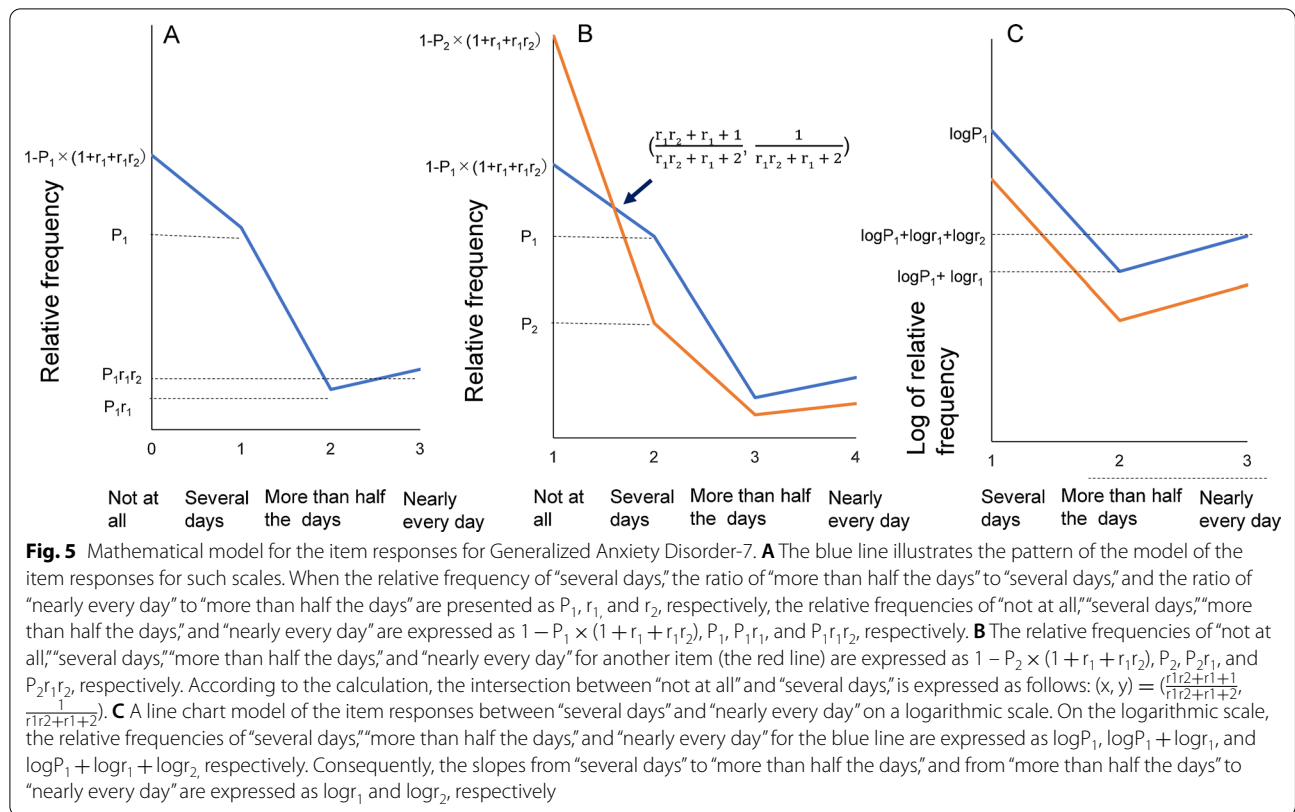 A
1-P₁ × (1+r₁+r₁r₂)
P₁
P₁r₁r₂
P₁r₁
Relative frequency
0 1 2 3
Not at all
Several days
More than half the days
Nearly every day
B
1-P₂ × (1+r₁+r₁r₂)
1-P₁ × (1+r₁+r₁r₂)
P₁
P₂
Relative frequency
(r₁r₂ + r₁ + 1 / r₁r₂ + r₁ + 2, 1 / r₁r₂ + r₁ + 2)
1 2 3 4
Not at all
Several days
More than half the days
Nearly every day
C
logP₁
logP₁+logr₁+logr₂
logP₁+ logr₁
Log of relative frequency
1 2 3
Several days
More than half the days
Nearly every day
Fig. 5 Mathematical model for the item responses for Generalized Anxiety Disorder-7. A The blue line illustrates the pattern of the model of the
item responses for such scales. When the relative frequency of “several days,” the ratio of “more than half the days” to “several days,” and the ratio of
“nearly every day” to “more than half the days” are presented as P₁, r₁, and r₂, respectively, the relative frequencies of “not at all,” “several days,” “more
than half the days,” and “nearly every day” are expressed as 1 – P₁ × (1 + r₁ + r₁r₂), P₁, P₁r₁, and P₁r₁r₂, respectively. B The relative frequencies of “not at
all,” “several days,” “more than half the days,” and “nearly every day” for another item (the red line) are expressed as 1 – P₂ × (1 + r₁ + r₁r₂), P₂, P₂r₁, and
P₂r₁r₂, respectively. According to the calculation, the intersection between “not at all” and “several days,” is expressed as follows: (x, y) = (r1r2+r1+1 / r1r2+r1+2,
1 / r1r2+r1+2). C A line chart model of the item responses between “several days” and “nearly every day” on a logarithmic scale. On the logarithmic scale,
the relative frequencies of “several days,” “more than half the days,” and “nearly every day” for the blue line are expressed as logP₁, logP₁ + logr₁, and
logP₁ + logr₁ + logr₂, respectively. Consequently, the slopes from “several days” to “more than half the days,” and from “more than half the days” to
“nearly every day” are expressed as logr₁ and logr₂, respectively